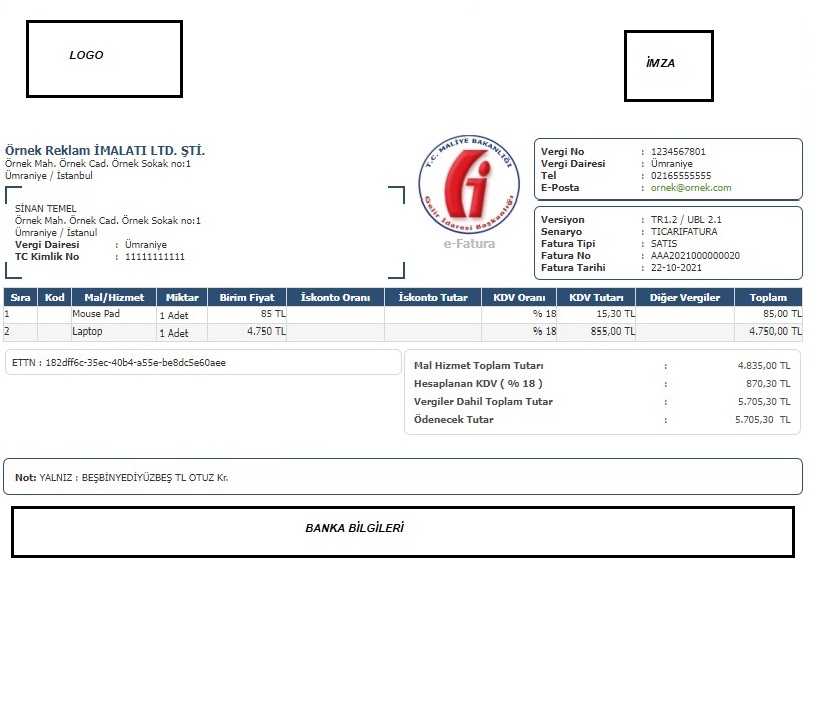 LOGO
İMZA
Örnek Reklam İMALATI LTD. ŞTİ.
Örnek Mah. Örnek Cad. Örnek Sokak no:1
Ümraniye / İstanbul
SİNAN TEMEL
Örnek Mah. Örnek Cad. Örnek Sokak no:1
Ümraniye / İstanul
Vergi Dairesi : Ümraniye
TC Kimlik No : 11111111111
T.C. MALİYE BAKANLIĞI
Gelir İdaresi Başkanlığı
e-Fatura
Vergi No : 1234567801
Vergi Dairesi : Ümraniye
Tel : 02165555555
E-Posta : ornek@ornek.com
Versiyon : TR1.2 / UBL 2.1
Senaryo : TICARIFATURA
Fatura Tipi : SATIS
Fatura No : AAA2021000000020
Fatura Tarihi : 22-10-2021
Sıra Kod Mal/Hizmet Miktar Birim Fiyat İskonto Oranı İskonto Tutar KDV Oranı KDV Tutarı Diğer Vergiler Toplam
1 Mouse Pad 1 Adet 85 TL % 18 15,30 TL 85,00 TL
2 Laptop 1 Adet 4.750 TL % 18 855,00 TL 4.750,00 TL
ETTN : 182dff6c-35ec-40b4-a55e-be8dc5e60aee
Mal Hizmet Toplam Tutarı : 4.835,00 TL
Hesaplanan KDV ( % 18 ) : 870,30 TL
Vergiler Dahil Toplam Tutar : 5.705,30 TL
Ödenecek Tutar : 5.705,30 TL
Not: YALNIZ : BEŞBİNYEDİYÜZBEŞ TL OTUZ Kr.
BANKA BİLGİLERİ